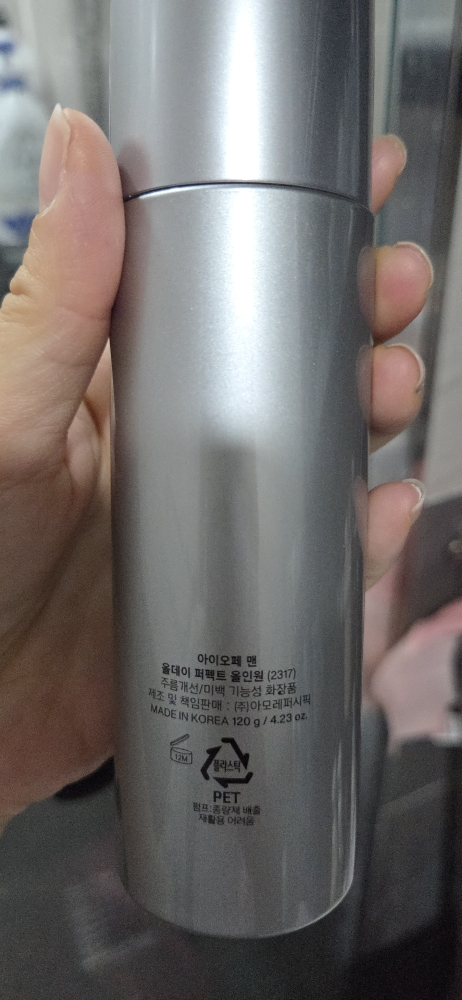 아이오페 맨
올데이 퍼펙트 올인원 (2317)
주름개선/미백 기능성 화장품
제조 및 책임판매 : (주)아모레퍼시픽
MADE IN KOREA 120 g / 4.23 oz.
12M
플라스틱
PET
펌프:종량제 배출
재활용 어려움